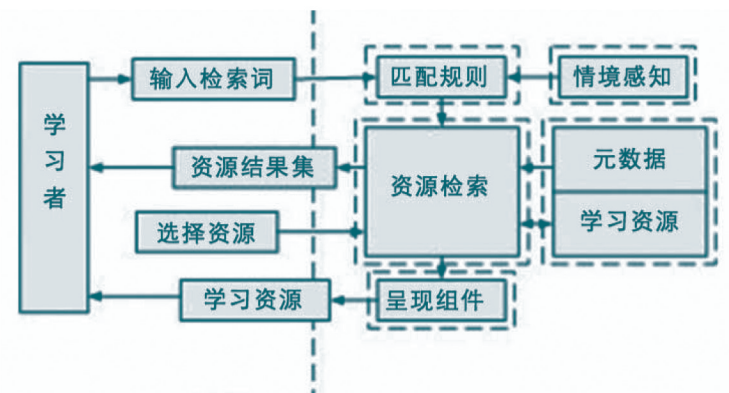 学习者
输入检索词
匹配规则
情境感知
资源结果集
资源检索
元数据
选择资源
学习资源
学习资源
呈现组件